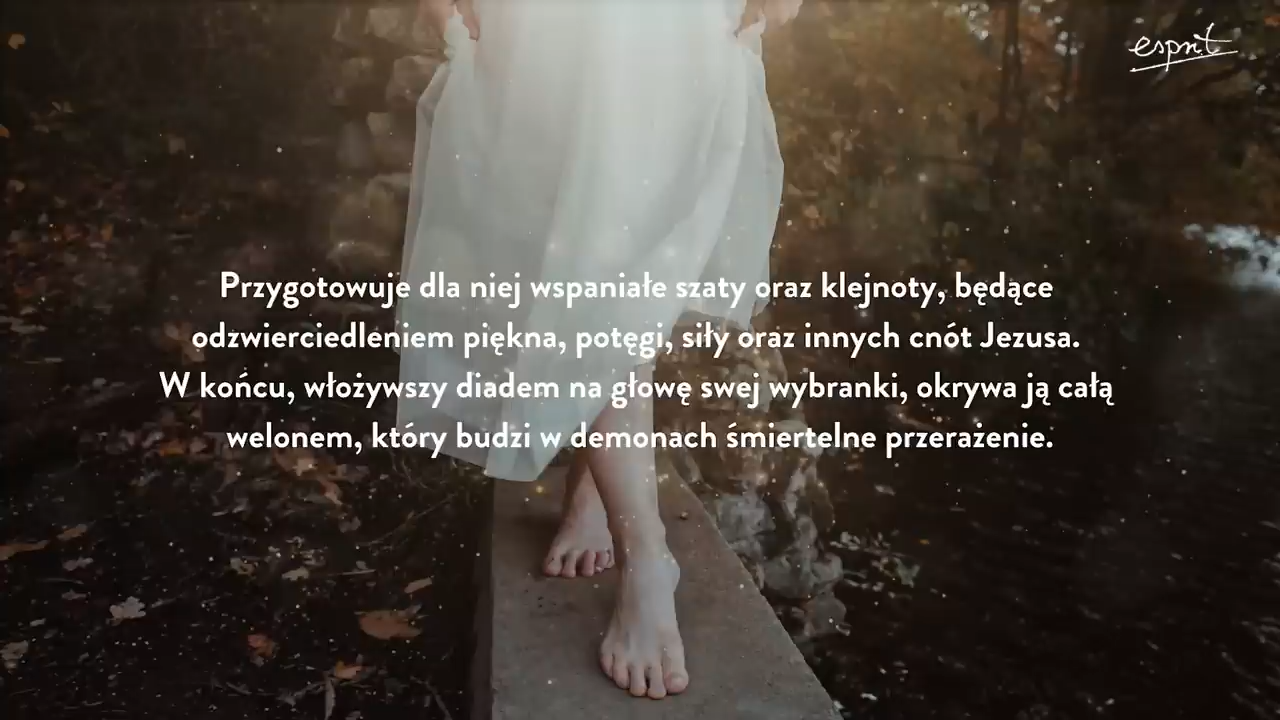 esprit
Przygotowuje dla niej wspaniałe szaty oraz klejnoty, będące
odzwierciedleniem piękna, potęgi, siły oraz innych cnót Jezusa.
W końcu, włożywszy diadem na głowę swej wybranki, okrywa ją całą
welonem, który budzi w demonach śmiertelne przerażenie.